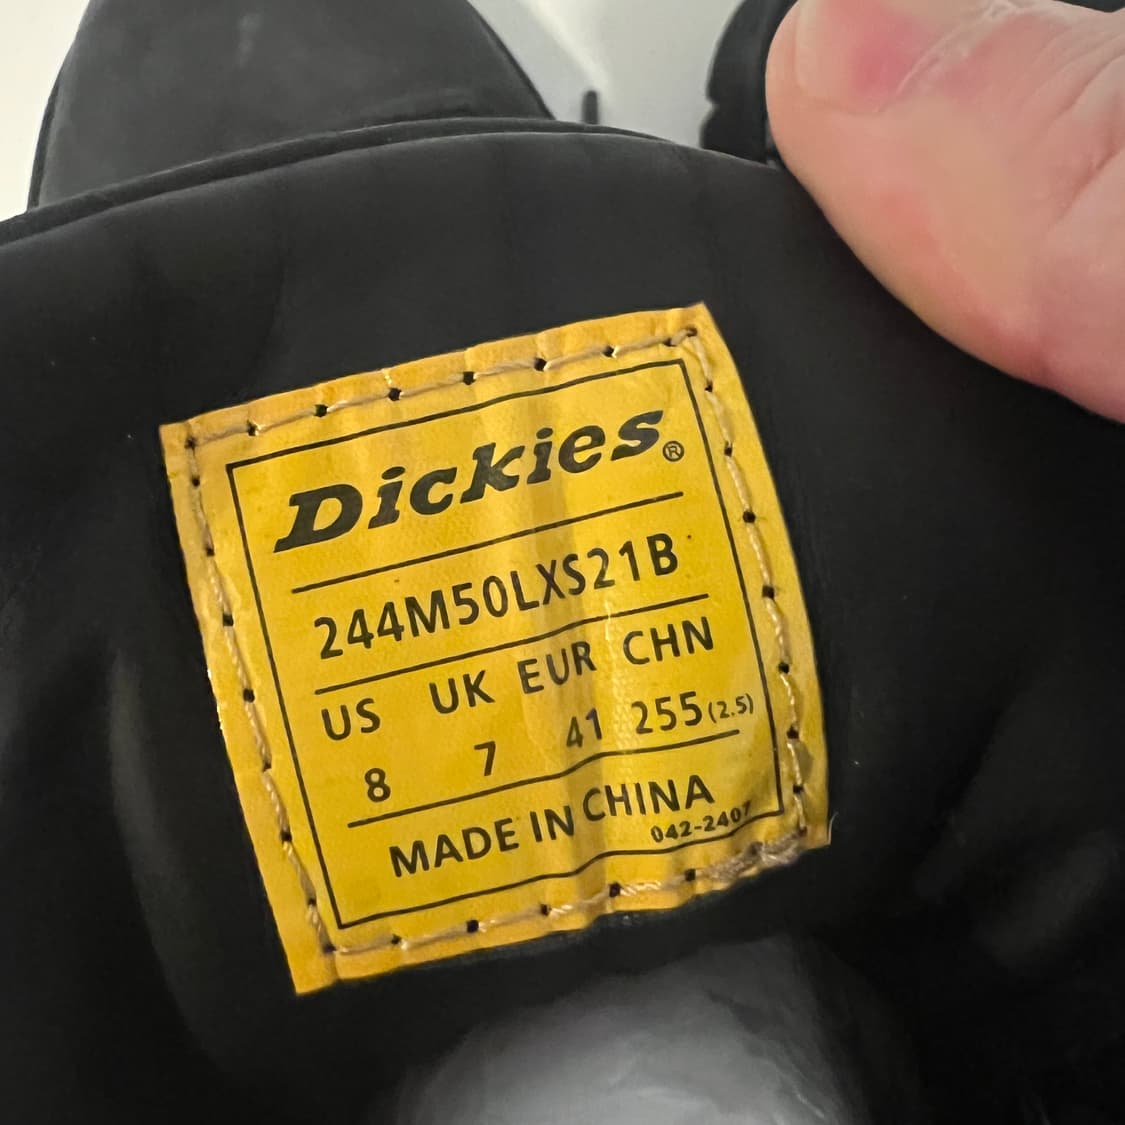 Dickies®
244M50LXS21B
US UK EUR CHN
8 7 41 255(2.5)
MADE IN CHINA
042-2407